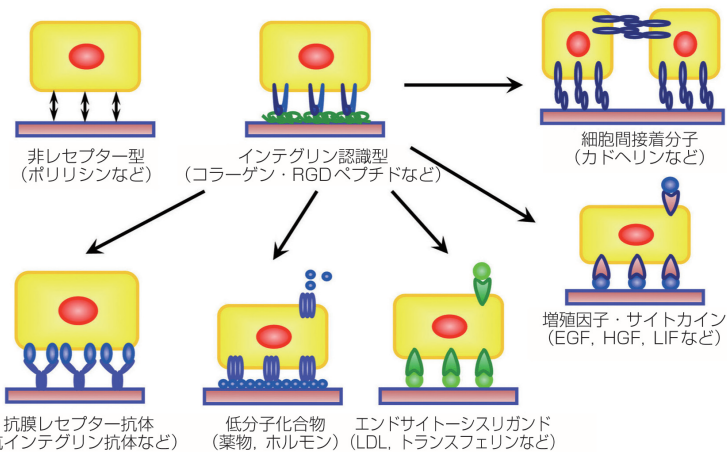 非レセプター型
（ポリリシンなど）
インテグリン認識型
（コラーゲン・RGDペプチドなど）
細胞間接着分子
（カドヘリンなど）
増殖因子・サイトカイン
（EGF, HGF, LIFなど）
抗膜レセプター抗体
インテグリン抗体など）
低分子化合物
（薬物, ホルモン）
エンドサイトーシスリガンド
（LDL, トランスフェリンなど）